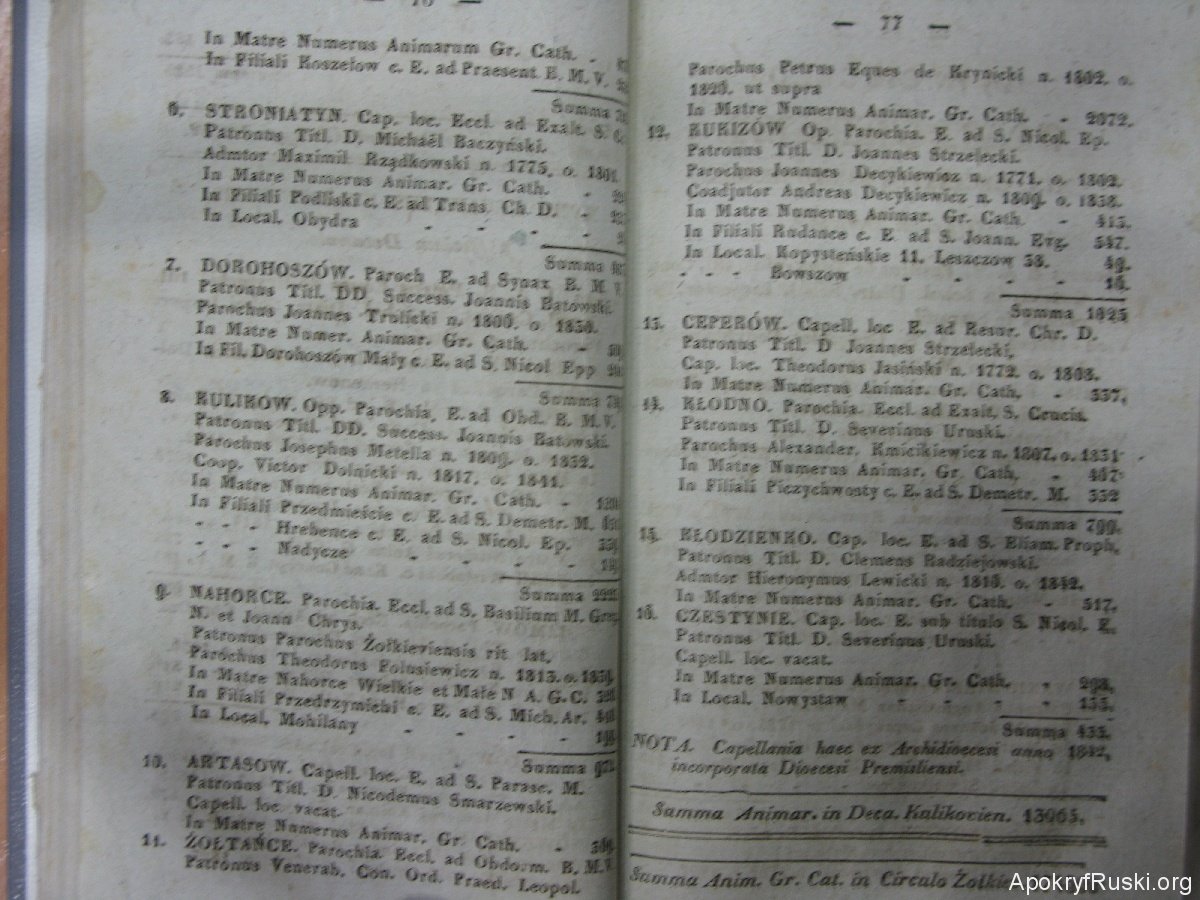 — 76 —
In Matre Numerus Animarum Gr. Cath. -
In Filiali Koszelow c. E. ad Praesent. B. M. V.
Summa
6. STRONIATYN. Cap. loc. Eccl. ad Exalt. S. C.
Patronus Titl. D. Michaël Baczyński.
Admtor Maximil. Rządkowski n. 1775. o. 1801.
In Matre Numerus Animar. Gr. Cath. -
In Filiali Podliski c. E. ad Trans. Ch. D. -
In Local. Obydra - - - -
Summa
7. DOROHOSZÓW. Paroch E. ad Synax B. M. V.
Patronus Titl. DD. Success. Joannis Batowski.
Parochus Joannes Trulicki n. 1806. o. 1830.
In Matre Numer. Animar. Gr. Cath. -
In Fil. Dorohoszów Mały c. E. ad S. Nicol Epp
Summa
8. KULIKOW. Opp. Parochia. E. ad Obd. B. M. V.
Patronus Titl. DD. Success. Joannis Batowski.
Parochus Josephus Metella n. 1809. o. 1832.
Coop. Victor Dolnicki n. 1817. o. 1841.
In Matre Numerus Animar. Gr. Cath. -
In Filiali Przedmieście c. E. ad S. Demetr. M.
- - - Hrebence c. E. ad S. Nicol. Ep.
- - - Nadycze - - - -
Summa
9. NAHORCE. Parochia. Eccl. ad S. Basilium M. Greg.
N. et Joann Chrys.
Patronus Parochus Żołkieviensis rit lat.
Parochus Theodorus Polusiewicz n. 1813. o.
In Matre Nahorce Wielkie et Małe N A. G. C.
In Filiali Przedrzymichi c. E. ad S. Mich. Ar.
In Local. Mohilany - - - -
Summa
10. ARTASOW. Capell. loc. E. ad S. Parasc. M.
Patronus Titl. D. Nicodemus Smarzewski.
Capell. loc. vacat.
In Matre Numerus Animar. Gr. Cath. -
11. ŻOŁTAŃCE. Parochia. Eccl. ad Obdorm. B. M. V.
Patronus Venerab. Con. Ord. Praed. Leopol.
— 77 —
Parochus Petrus Eques de Krynicki n. 1802. o.
1826. ut supra
In Matre Numerus Animar. Gr. Cath. - 2072.
12. KUKIZÓW Op. Parochia. E. ad S. Nicol. Ep.
Patronus Titl. D. Joannes Strzelecki.
Parochus Joannes Decykiewicz n. 1771. o. 1802.
Coadjutor Andreas Decykiewicz n. 1809. o. 1838.
In Matre Numerus Animar. Gr. Cath. - 413.
In Filiali Rudance c. E. ad S. Joann. Evg. 547.
In Local. Kopysteńskie 11. Leszczow 38. 49.
- - - Bowszow - - - - 16.
Summa 1025
13. CEPERÓW. Capell. loc E. ad Resur. Chr. D.
Patronus Titl. D Joannes Strzelecki,
Cap. loc. Theodorus Jasiński n. 1772. o. 1803.
In Matre Numerus Animar. Gr. Cath. - 337.
14. KŁODNO. Parochia. Eccl. ad Exalt. S. Crucis.
Patronus Titl. D. Severinus Uruski.
Parochus Alexander. Kmicikiewicz n. 1807. o. 1831
In Matre Numerus Animar. Gr. Cath. - 467
In Filiali Piczychwosty c. E. ad S. Demetr. M. 332
Summa 799.
15. KŁODZIENKO. Cap. loc. E. ad S. Eliam. Proph.
Patronus Titl. D. Clemens Radziejowski.
Admtor Hieronymus Lewicki n. 1816. o. 1842.
In Matre Numerus Animar. Gr. Cath. - 517.
16. CZESTYNIE. Cap. loc. E. sub titulo S. Nicol. E.
Patronus Titl. D. Severinus Uruski.
Capell. loc. vacat.
In Matre Numerus Animar. Gr. Cath. - 298.
In Local. Nowystaw - - - - 135.
Summa 433.
NOTA. Capellania haec ex Archidioecesi anno 1842,
incorporata Dioecesi Premisliensi.
Summa Animar. in Deca. Kulikovien. 13065.
Summa Anim. Gr. Cat. in Circulo Żołkie
ApokryfRuski.org